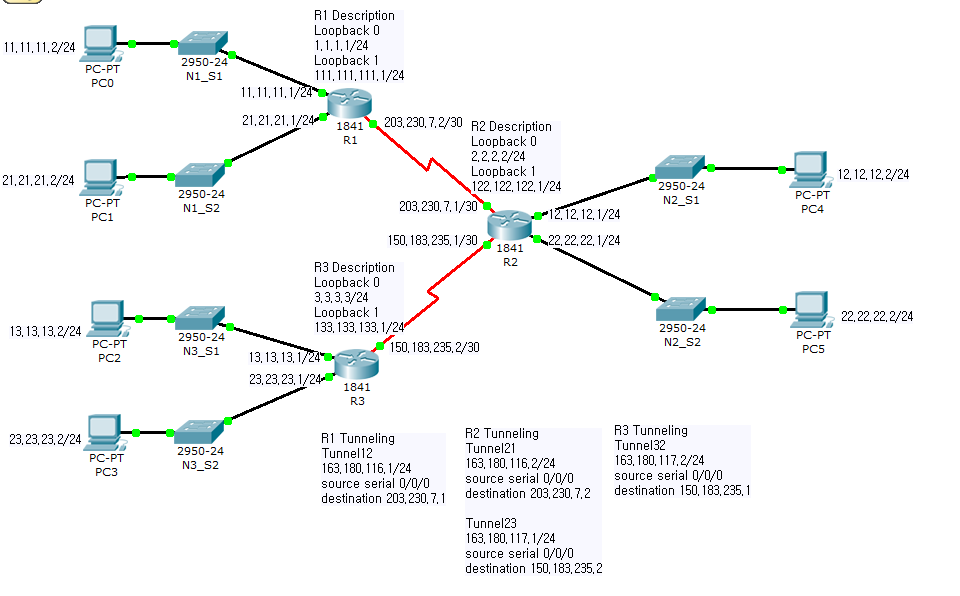 R1 Description
Loopback 0
1,1,1,1/24
Loopback 1
111,111,111,1/24
11,11,11,2/24
PC-PT
PC0
2950-24
N1_S1
11,11,11,1/24
21,21,21,1/24
1841
R1
203,230,7,2/30
21,21,21,2/24
PC-PT
PC1
2950-24
N1_S2
R2 Description
Loopback 0
2,2,2,2/24
Loopback 1
122,122,122,1/24
203,230,7,1/30
150,183,235,1/30
1841
R2
12,12,12,1/24
22,22,22,1/24
2950-24
N2_S1
PC-PT
PC4
12,12,12,2/24
2950-24
N2_S2
PC-PT
PC5
22,22,22,2/24
R3 Description
Loopback 0
3,3,3,3/24
Loopback 1
133,133,133,1/24
150,183,235,2/30
13,13,13,2/24
PC-PT
PC2
2950-24
N3_S1
13,13,13,1/24
23,23,23,1/24
1841
R3
23,23,23,2/24
PC-PT
PC3
2950-24
N3_S2
R1 Tunneling
Tunnel12
163,180,116,1/24
source serial 0/0/0
destination 203,230,7,1
R2 Tunneling
Tunnel21
163,180,116,2/24
source serial 0/0/0
destination 203,230,7,2
Tunnel23
163,180,117,1/24
source serial 0/0/0
destination 150,183,235,2
R3 Tunneling
Tunnel32
163,180,117,2/24
source serial 0/0/0
destination 150,183,235,1